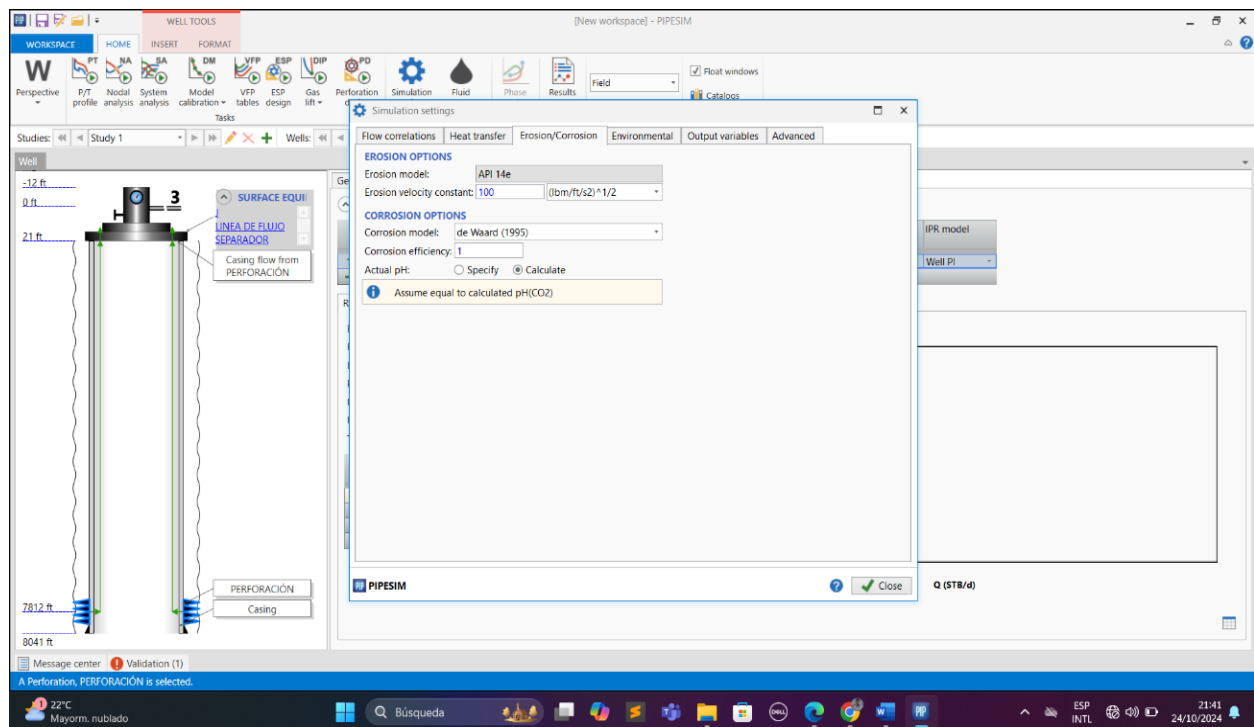 WELL TOOLS
[New workspace] - PIPESIM
WORKSPACE HOME INSERT FORMAT
PT NA SA DM VFP ESP DIP PD
Perspective P/T profile Nodal analysis System analysis Model calibration VFP tables ESP design Gas lift Perforation Simulation Fluid Phase Results Field
Float windows
Catalogs
Tasks
Studies: Study 1 Wells:
Well
Simulation settings
Flow correlations Heat transfer Erosion/Corrosion Environmental Output variables Advanced
EROSION OPTIONS
Erosion model: API 14e
Erosion velocity constant: 100 (lbm/ft/s2)^1/2
CORROSION OPTIONS
Corrosion model: de Waard (1995)
Corrosion efficiency: 1
Actual pH: Specify Calculate
Assume equal to calculated pH(CO2)
PIPESIM
Close
-12 ft
0 ft
21 ft
3
SURFACE EQUI
LINEA DE FLUJO
SEPARADOR
Casing flow from
PERFORACIÓN
PERFORACIÓN
Casing
7812 ft
8041 ft
IPR model
Well PI
Q (STB/d)
Message center Validation (1)
A Perforation, PERFORACIÓN is selected.
1
22°C
Mayorm. nublado
Búsqueda
DELL
PIP
ESP
INTL
21:41
24/10/2024